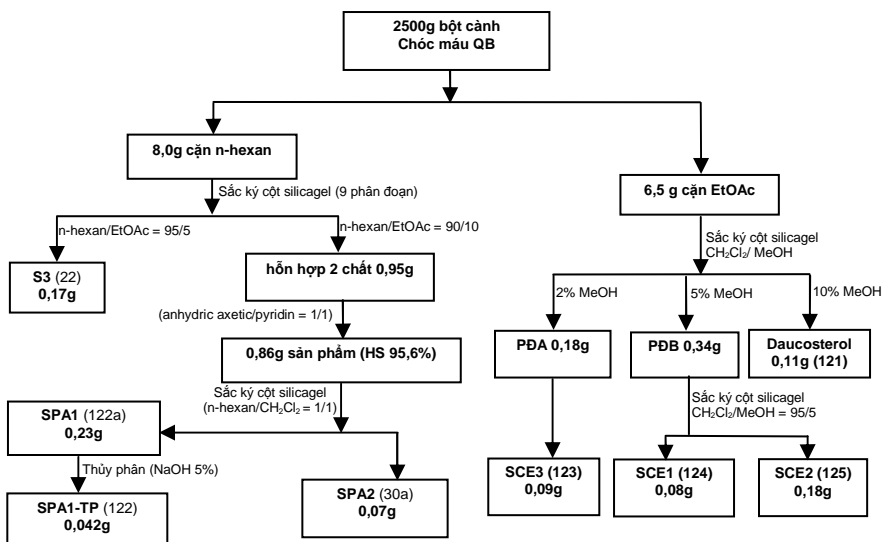 2500g bột cành
Chóc máu QB
8,0g cặn n-hexan
6,5 g cặn EtOAc
Sắc ký cột silicagel (9 phân đoạn)
n-hexan/EtOAc = 95/5
n-hexan/EtOAc = 90/10
Sắc ký cột silicagel
CH₂Cl₂/ MeOH
S3 (22)
0,17g
hỗn hợp 2 chất 0,95g
2% MeOH
5% MeOH
10% MeOH
(anhydric axetic/pyridin = 1/1)
0,86g sản phẩm (HS 95,6%)
PĐA 0,18g
PĐB 0,34g
Daucosterol
0,11g (121)
Sắc ký cột silicagel
(n-hexan/CH₂Cl₂ = 1/1)
Sắc ký cột silicagel
CH₂Cl₂/MeOH = 95/5
SPA1 (122a)
0,23g
Thủy phân (NaOH 5%)
SPA1-TP (122)
0,042g
SPA2 (30a)
0,07g
SCE3 (123)
0,09g
SCE1 (124)
0,08g
SCE2 (125)
0,18g